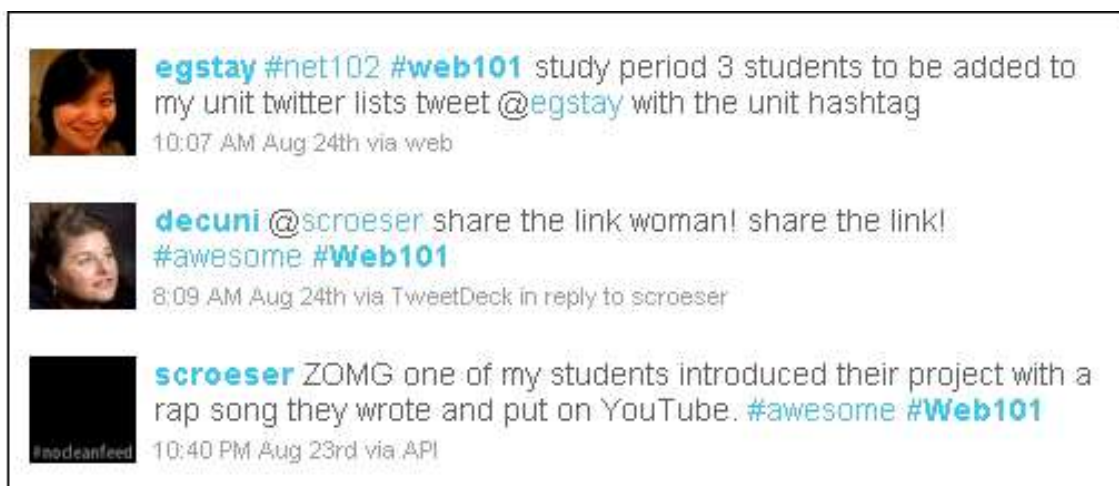 egstay #net102 #web101 study period 3 students to be added to
my unit twitter lists tweet @egstay with the unit hashtag
10:07 AM Aug 24th via web
decuni @scroeser share the link woman! share the link!
#awesome #Web101
8:09 AM Aug 24th via TweetDeck in reply to scroeser
scroeser ZOMG one of my students introduced their project with a
rap song they wrote and put on YouTube. #awesome #Web101
#nocleanfeed
10:40 PM Aug 23rd via API